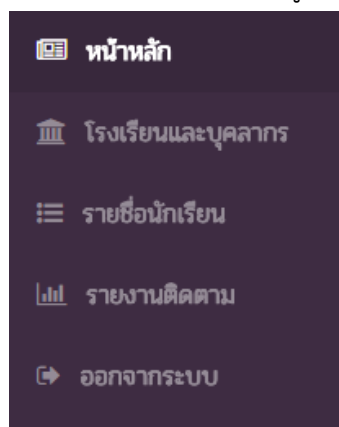 หน้าหลัก
โรงเรียนและบุคลากร
รายชื่อนักเรียน
รายงานติดตาม
ออกจากระบบ